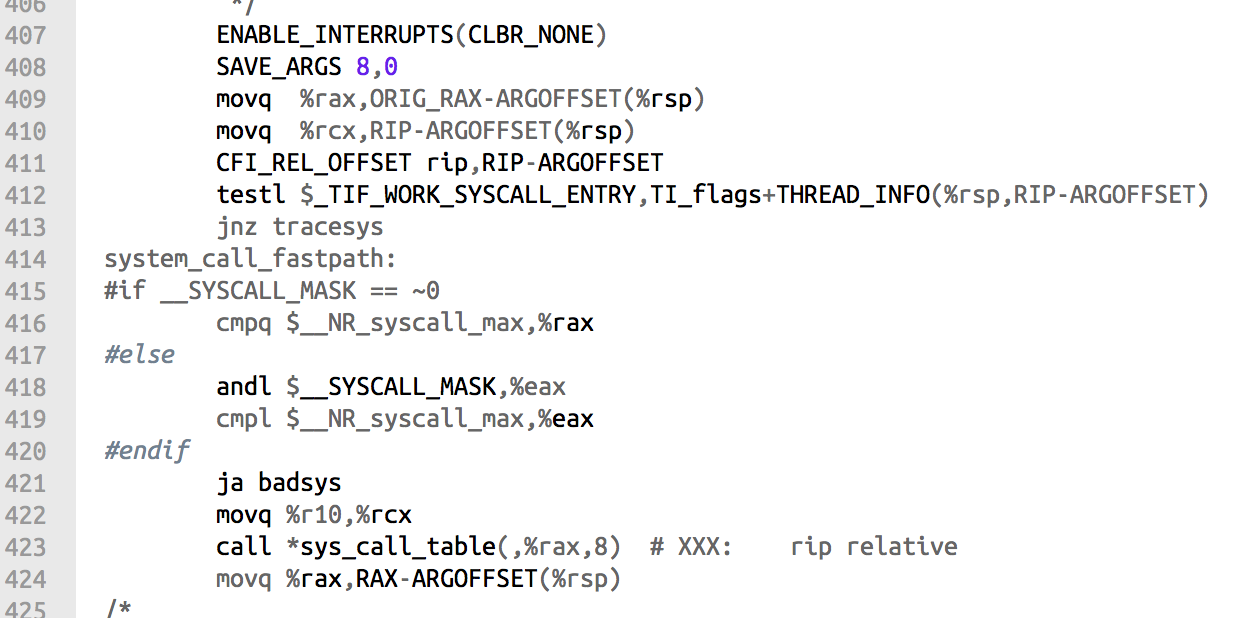 406 */
407 ENABLE_INTERRUPTS(CLBR_NONE)
408 SAVE_ARGS 8,0
409 movq  %rax,ORIG_RAX-ARGOFFSET(%rsp)
410 movq  %rcx,RIP-ARGOFFSET(%rsp)
411 CFI_REL_OFFSET rip,RIP-ARGOFFSET
412 testl $_TIF_WORK_SYSCALL_ENTRY,TI_flags+THREAD_INFO(%rsp,RIP-ARGOFFSET)
413 jnz tracesys
414 system_call_fastpath:
415 #if __SYSCALL_MASK == ~0
416 cmpq $__NR_syscall_max,%rax
417 #else
418 andl $__SYSCALL_MASK,%eax
419 cmpl $__NR_syscall_max,%eax
420 #endif
421 ja badsys
422 movq %r10,%rcx
423 call *sys_call_table(,%rax,8)  # XXX:    rip relative
424 movq %rax,RAX-ARGOFFSET(%rsp)
425 /*